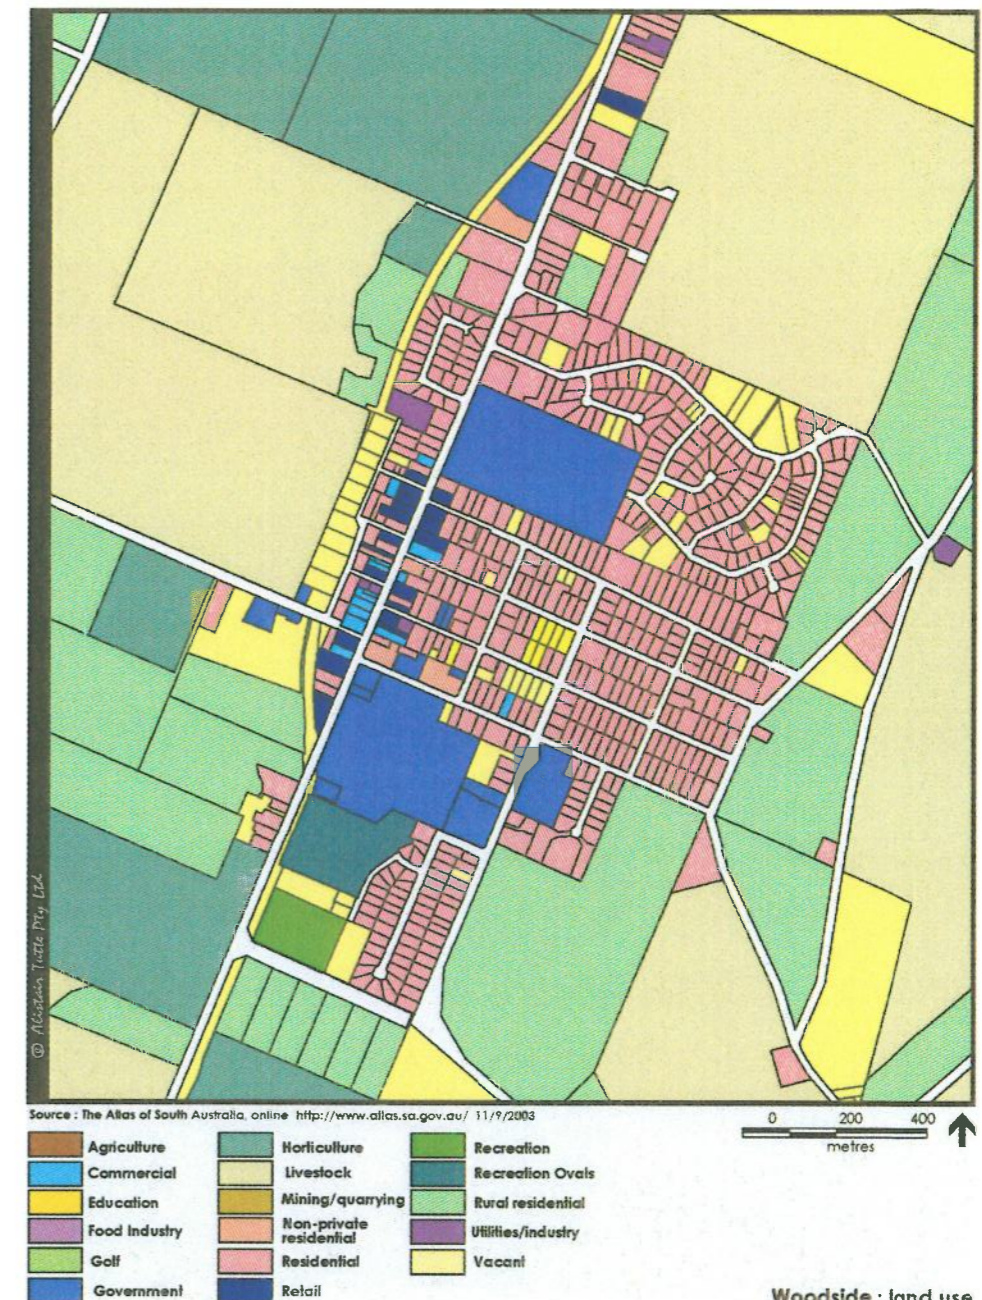 © Alistair Tuttle Pty Ltd
Source : The Atlas of South Australia, online http://www.atlas.sa.gov.au/ 11/9/2003
0 200 400
metres
Agriculture
Commercial
Education
Food Industry
Golf
Government
Horticulture
Livestock
Mining/quarrying
Non-private
residential
Residential
Retail
Recreation
Recreation Ovals
Rural residential
Utilities/industry
Vacant
Woodside : land use